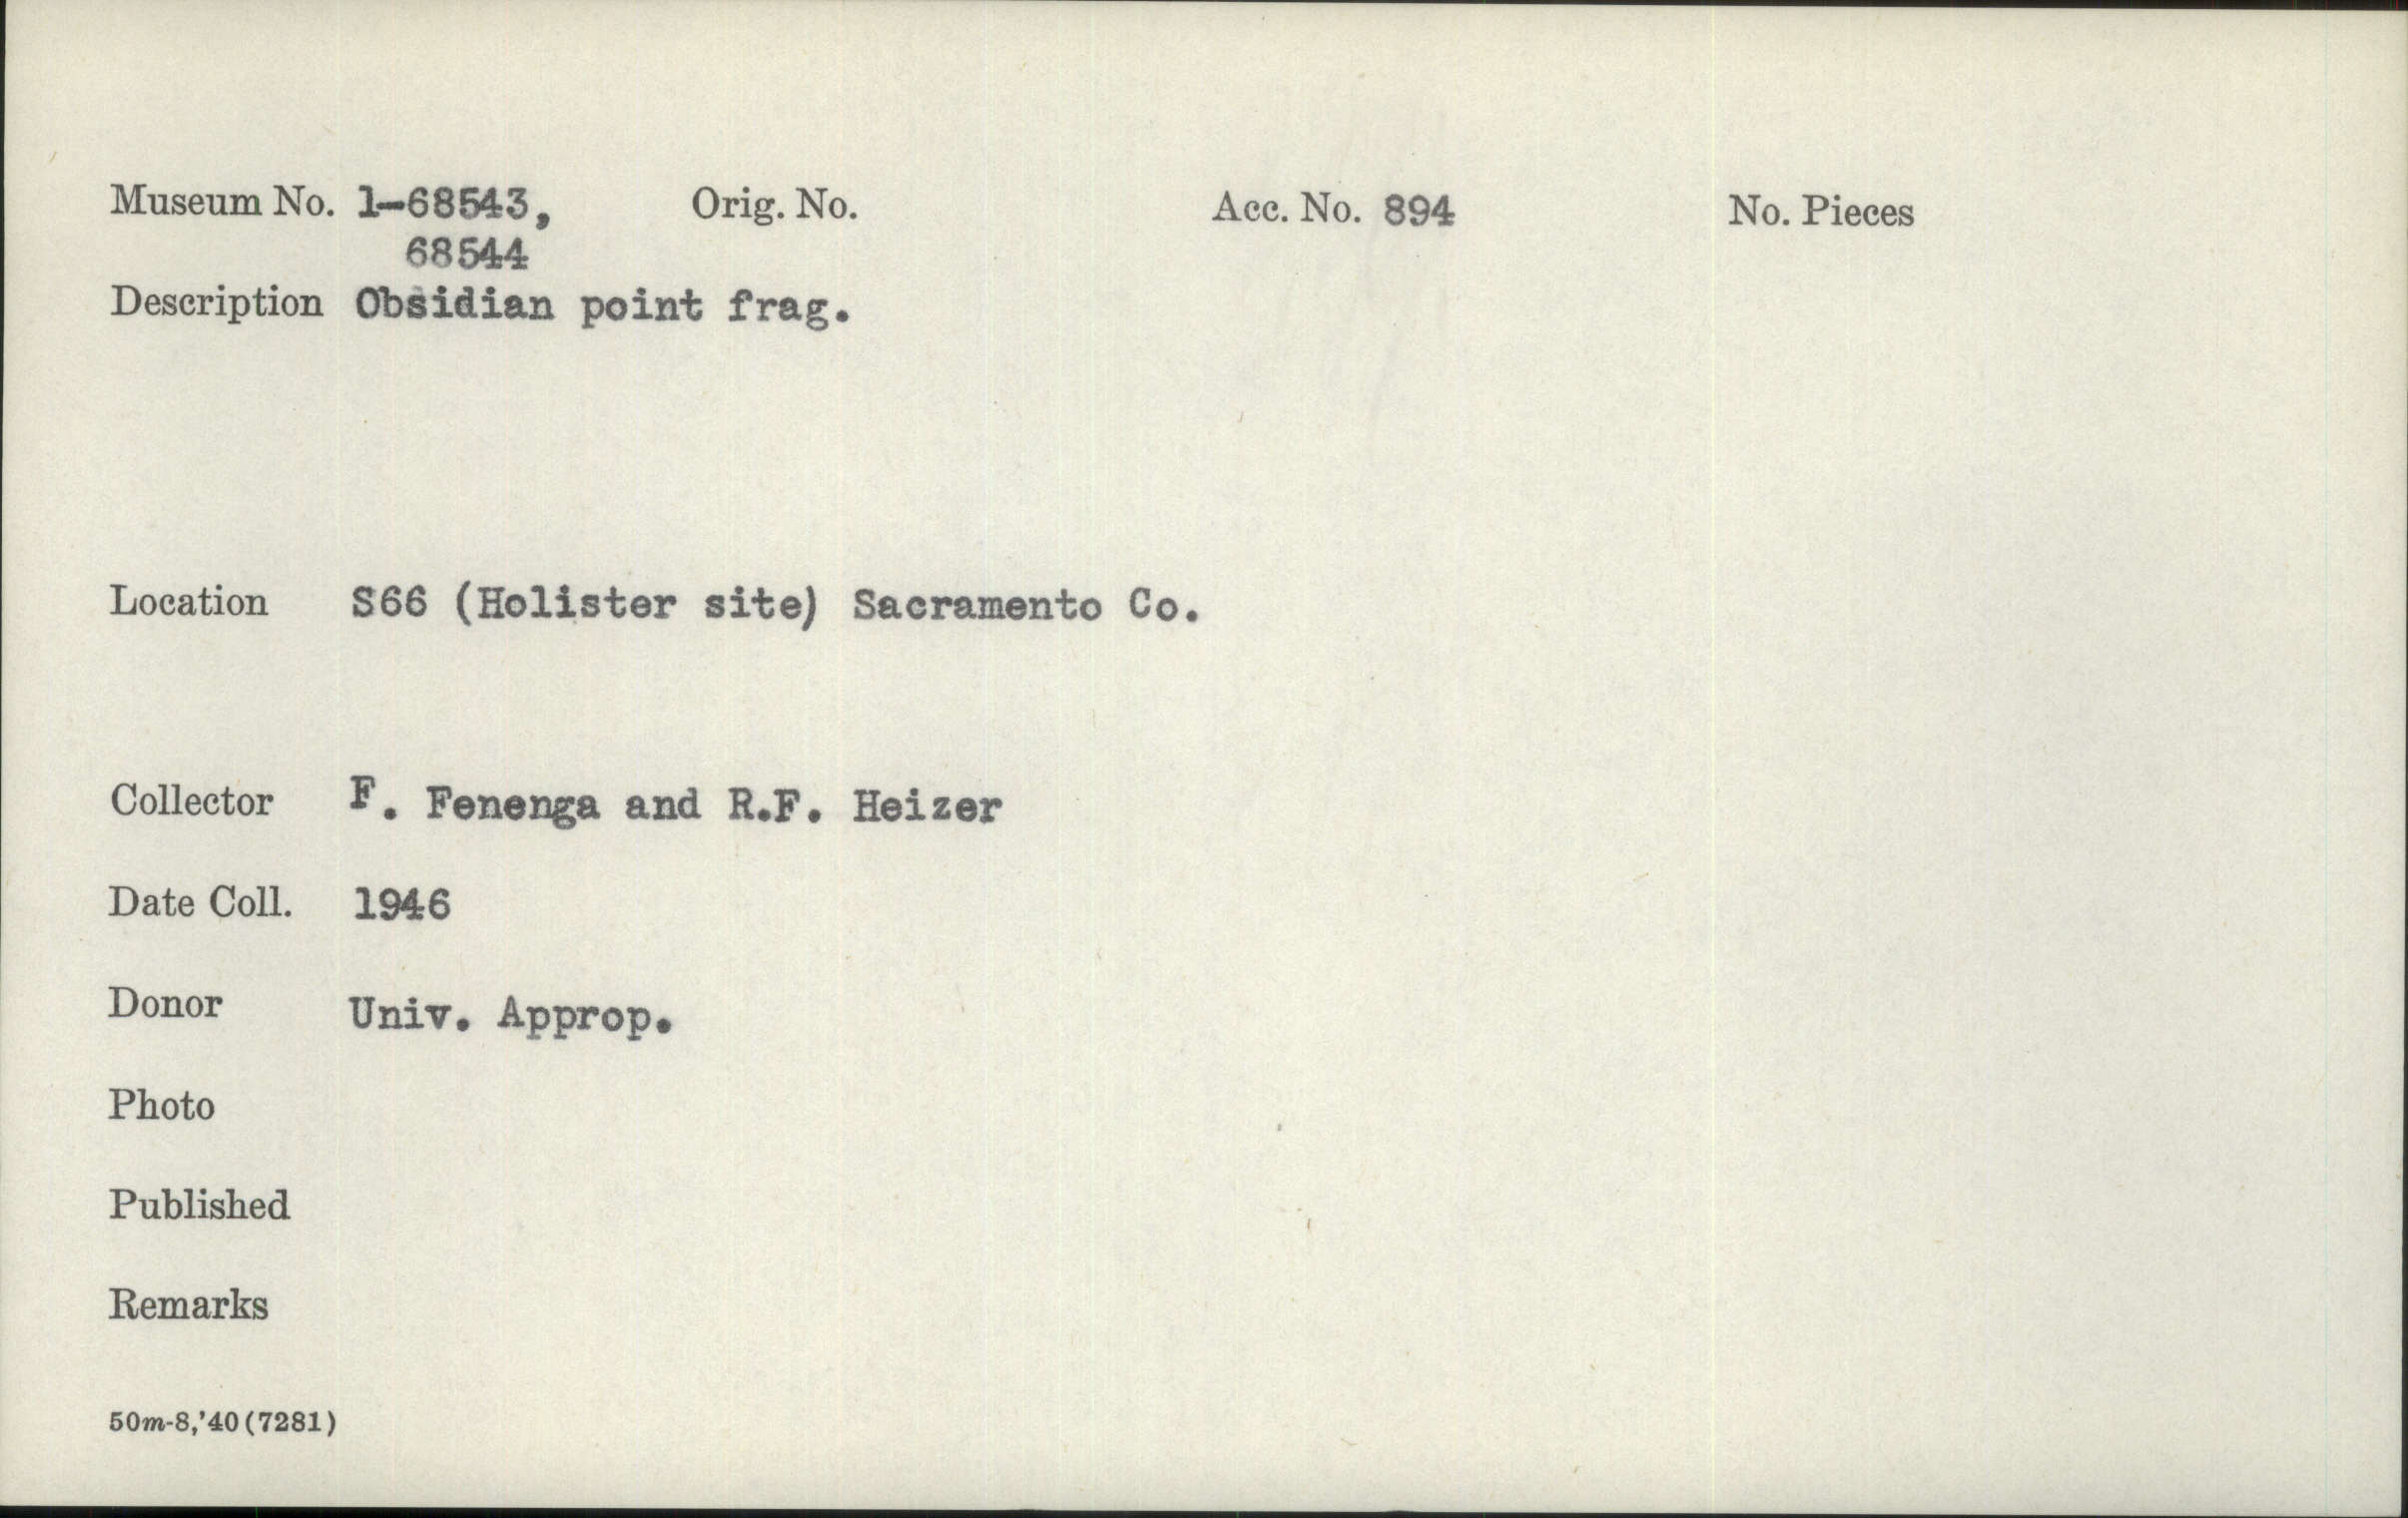 Museum No. 1-68543, Orig. No. Acc. No. 894 No. Pieces
68544
Description Obsidian point frag.
Location S66 (Holister site) Sacramento Co.
Collector F. Fenenga and R.F. Heizer
Date Coll. 1946
Donor Univ. Approp.
Photo
Published
Remarks
50m-8,'40(7281)